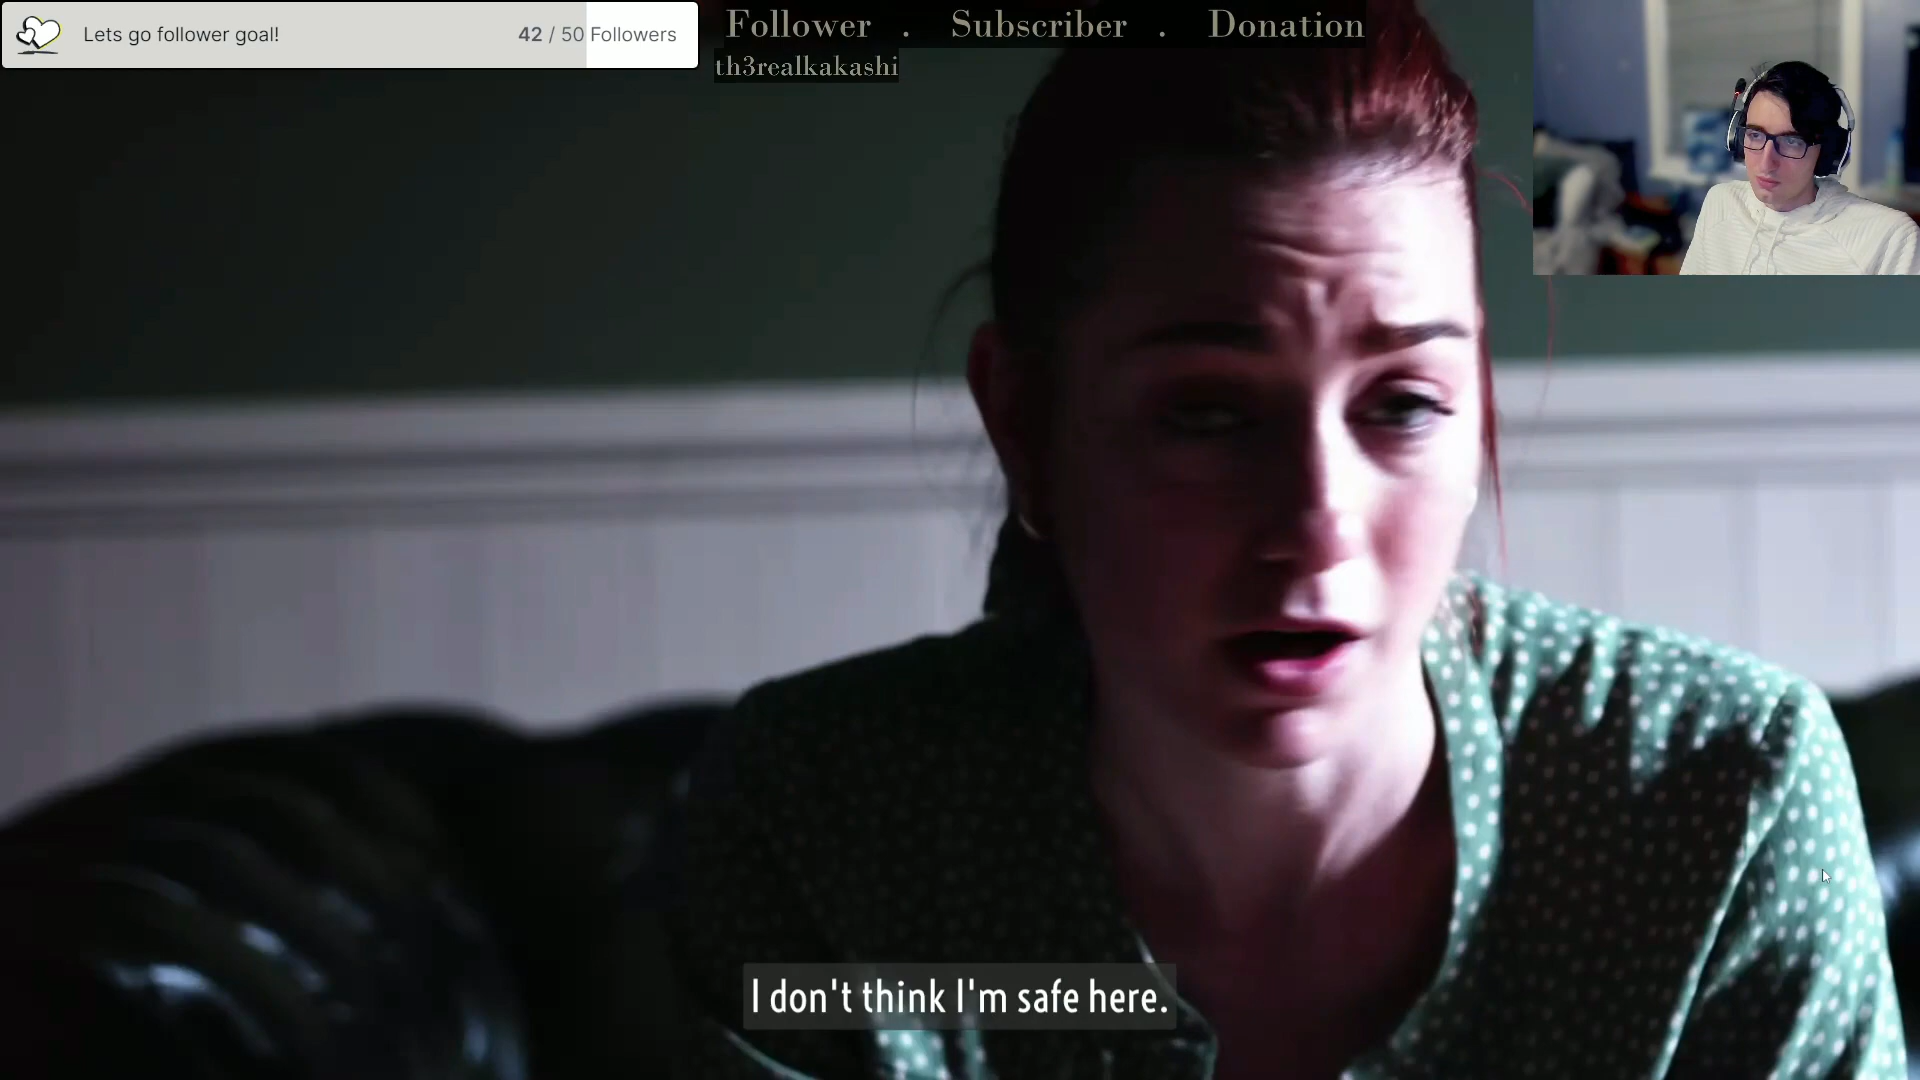 Lets go follower goal!
42 / 50 Followers
Follower . Subscriber . Donation
th3realkakashi
I don't think I'm safe here.